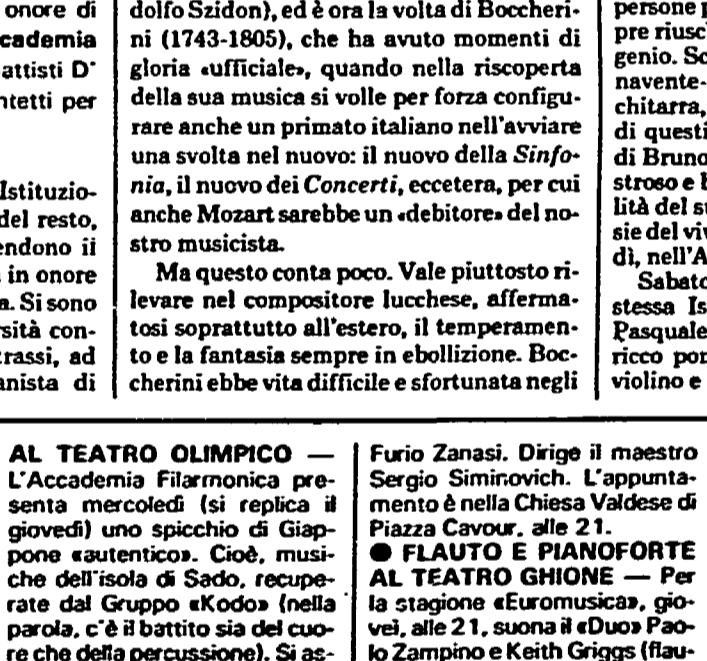 onore di
cademia
attisti D'
ntetti per
Istituzio-
del resto,
endono il
in onore
a. Si sono
rsità con-
trassi, ad
anista di
dolfo Szidon), ed è ora la volta di Boccheri-
ni (1743-1805), che ha avuto momenti di
gloria «ufficiale», quando nella riscoperta
della sua musica si volle per forza configu-
rare anche un primato italiano nell'avviare
una svolta nel nuovo: il nuovo della Sinfo-
nia, il nuovo dei Concerti, eccetera, per cui
anche Mozart sarebbe un «debitore» del no-
stro musicista.
Ma questo conta poco. Vale piuttosto ri-
levare nel compositore lucchese, afferma-
tosi soprattutto all'estero, il temperamen-
to e la fantasia sempre in ebollizione. Boc-
cherini ebbe vita difficile e sfortunata negli
persone p
pre riusc
genio. Sc
navente-
chitarra,
di questi
di Bruno
stroso e b
lità del s
sie del viv
dì, nell'A
Sabato
stessa Is
Pasquale
ricco por
violino e
AL TEATRO OLIMPICO —
L'Accademia Filarmonica pre-
senta mercoledì (si replica il
giovedì) uno spicchio di Giap-
pone «autentico». Cioè, musi-
che dell'isola di Sado, recupe-
rate dal Gruppo «Kodo» (nella
parola, c'è il battito sia del cuo-
re che della percussione). Si as-
Furio Zanasi. Dirige il maestro
Sergio Simirovich. L'appunta-
mento è nella Chiesa Valdese di
Piazza Cavour, alle 21.
● FLAUTO E PIANOFORTE
AL TEATRO GHIONE — Per
la stagione «Euromusica», gio-
veì, alle 21, suona il «Duo» Pao-
lo Zampino e Keith Griggs (flau-